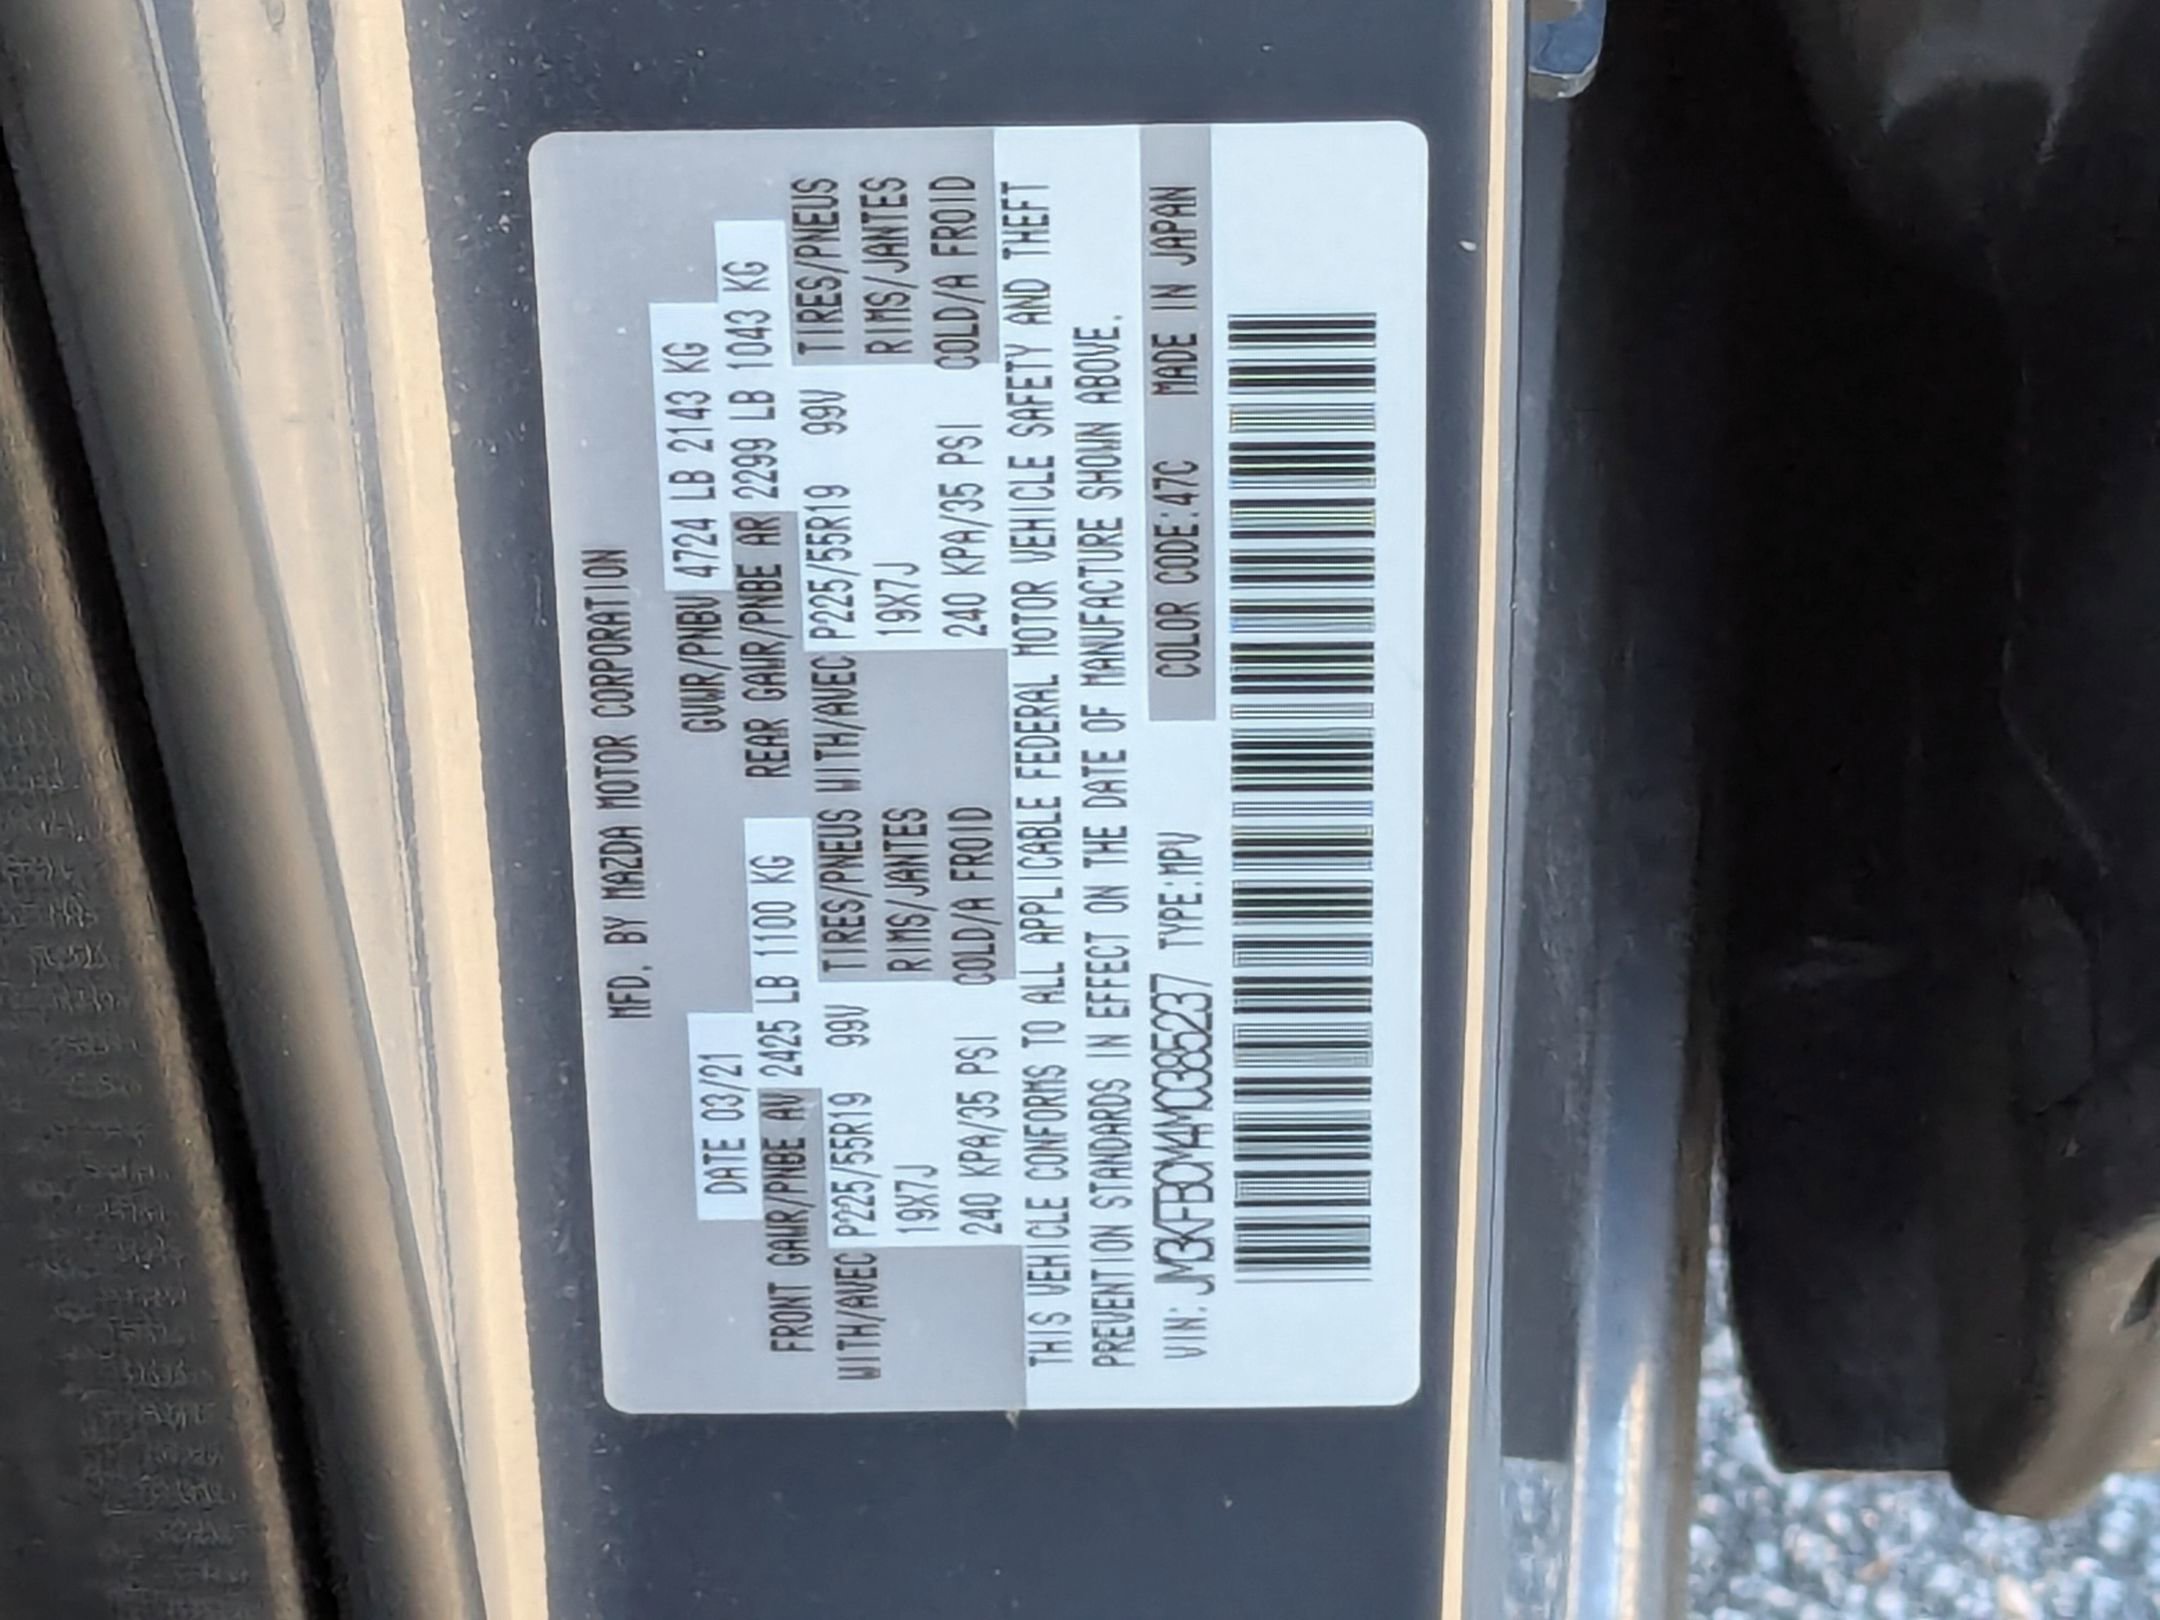 MFD. BY MAZDA MOTOR CORPORATION
DATE 03/21 GVWR/PNBV 4724 LB 2143 KG
FRONT GAWR/PNBE AV 2425 LB 1100 KG REAR GAWR/PNBE AR 2299 LB 1043 KG
WITH/AVEC P225/55R19 99V TIRES/PNEUS WITH/AVEC P225/55R19 99V TIRES/PNEUS
19X7J RIMS/JANTES 19X7J RIMS/JANTES
240 KPA/35 PSI COLD/A FROID 240 KPA/35 PSI COLD/A FROID
THIS VEHICLE CONFORMS TO ALL APPLICABLE FEDERAL MOTOR VEHICLE SAFETY AND THEFT
PREVENTION STANDARDS IN EFFECT ON THE DATE OF MANUFACTURE SHOWN ABOVE.
VIN: JM3KFBCM4M0385237 TYPE:MPV COLOR CODE:47C MADE IN JAPAN